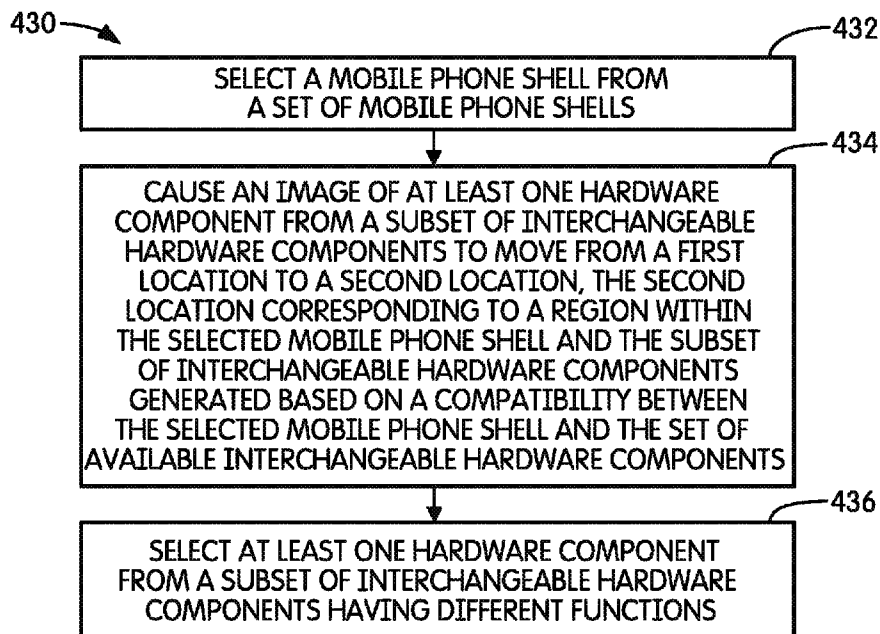 430
432
SELECT A MOBILE PHONE SHELL FROM
A SET OF MOBILE PHONE SHELLS
434
CAUSE AN IMAGE OF AT LEAST ONE HARDWARE
COMPONENT FROM A SUBSET OF INTERCHANGEABLE
HARDWARE COMPONENTS TO MOVE FROM A FIRST
LOCATION TO A SECOND LOCATION, THE SECOND
LOCATION CORRESPONDING TO A REGION WITHIN
THE SELECTED MOBILE PHONE SHELL AND THE SUBSET
OF INTERCHANGEABLE HARDWARE COMPONENTS
GENERATED BASED ON A COMPATIBILITY BETWEEN
THE SELECTED MOBILE PHONE SHELL AND THE SET OF
AVAILABLE INTERCHANGEABLE HARDWARE COMPONENTS
436
SELECT AT LEAST ONE HARDWARE COMPONENT
FROM A SUBSET OF INTERCHANGEABLE HARDWARE
COMPONENTS HAVING DIFFERENT FUNCTIONS